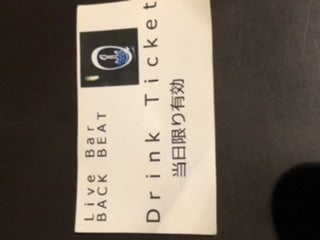 Live Bar
BACK BEAT
Drink Ticket
当日限り有効